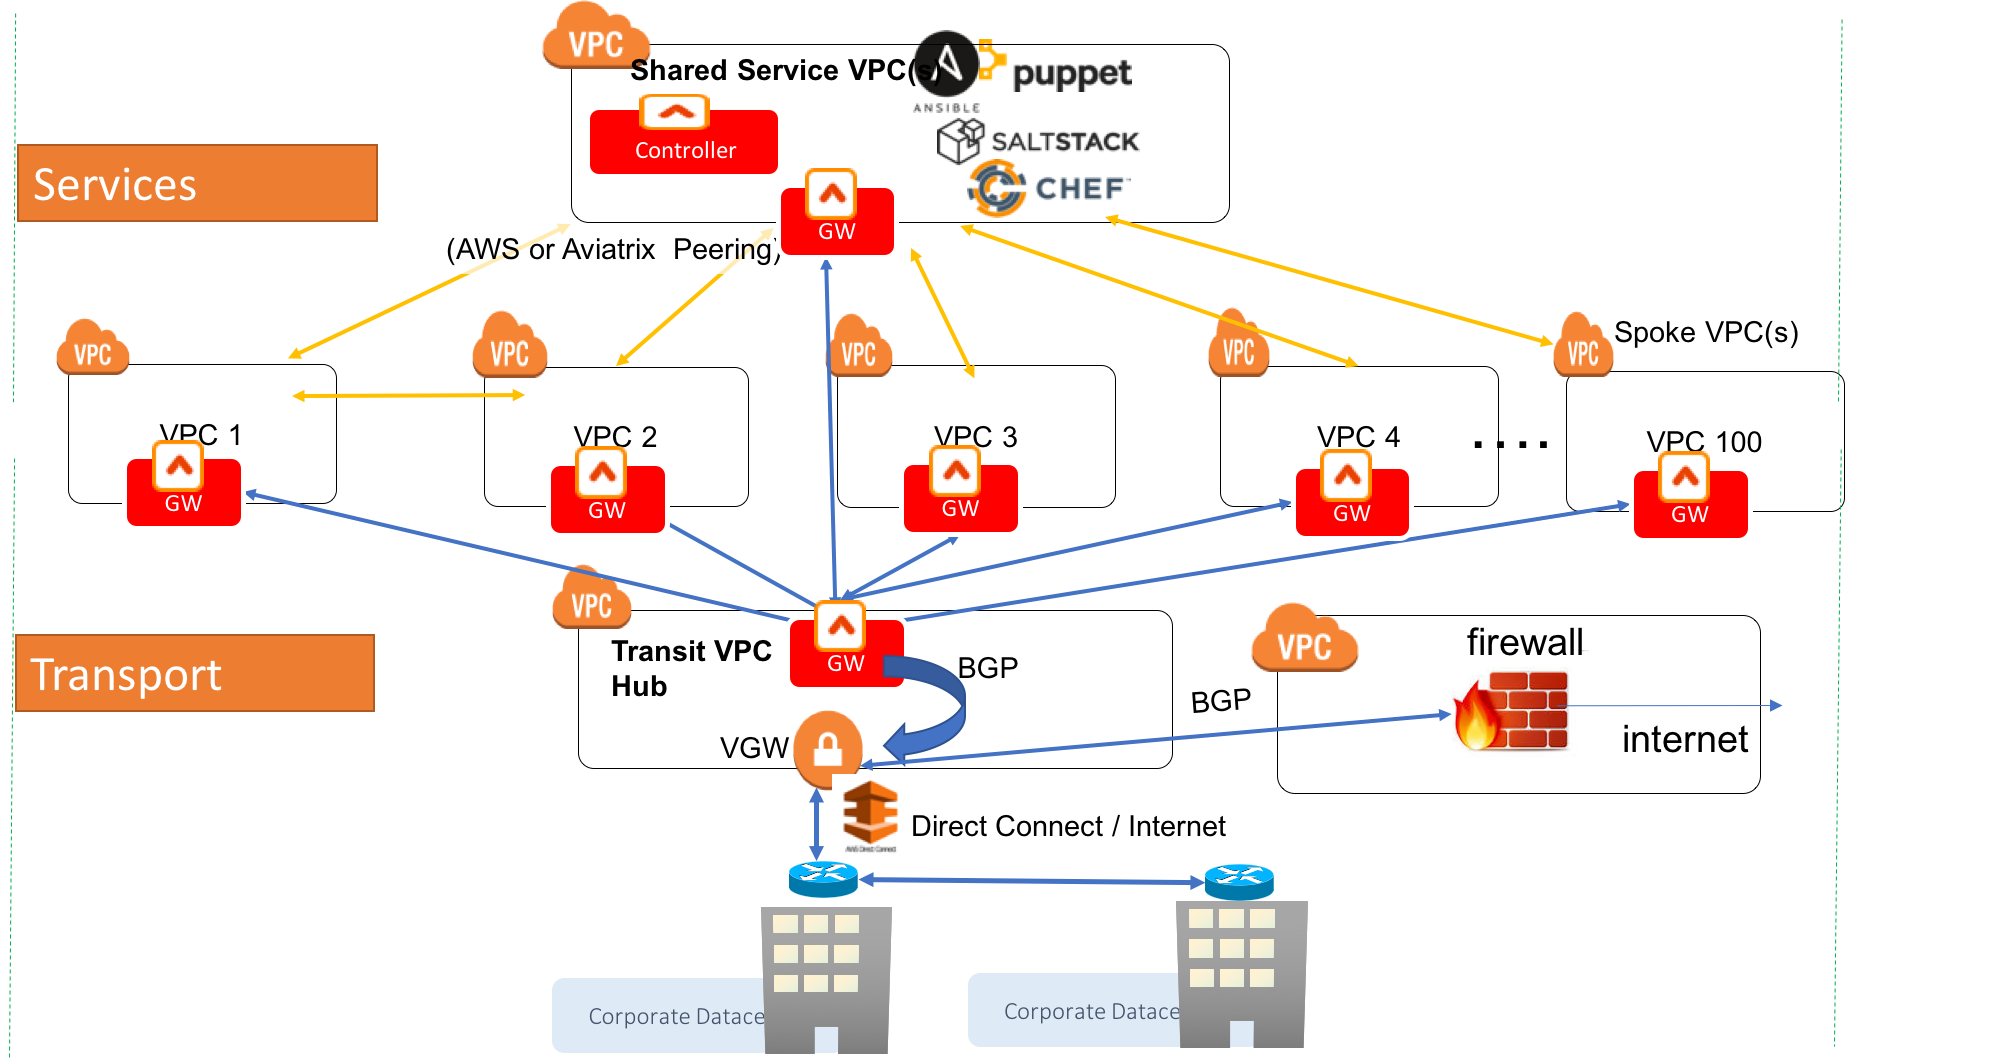 VPC
Shared Service VPC(s)
ANSIBLE
puppet
Controller
SALTSTACK
CHEF
Services
GW
(AWS or Aviatrix Peering)
VPC
VPC
VPC
VPC
VPC
Spoke VPC(s)
VPC 1
VPC 2
VPC 3
VPC 4
....
VPC 100
GW
GW
GW
GW
GW
VPC
Transit VPC
Hub
GW
BGP
VPC
firewall
Transport
BGP
VGW
internet
Direct Connect / Internet
AWS Direct Connect
Corporate Datace
Corporate Datace